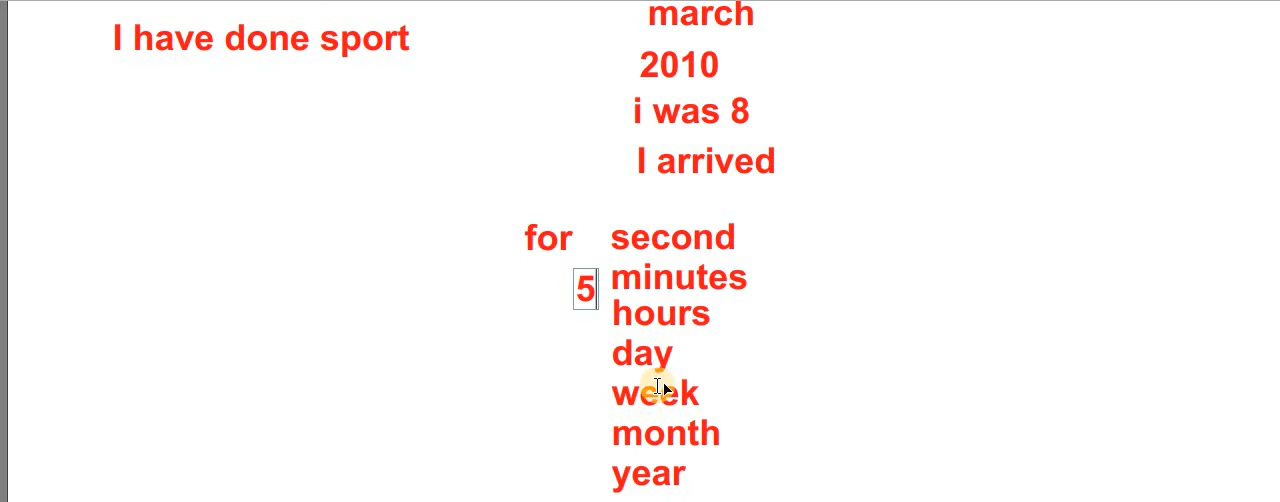 march
I have done sport
2010
i was 8
I arrived
for second
5 minutes
hours
day
week
month
year